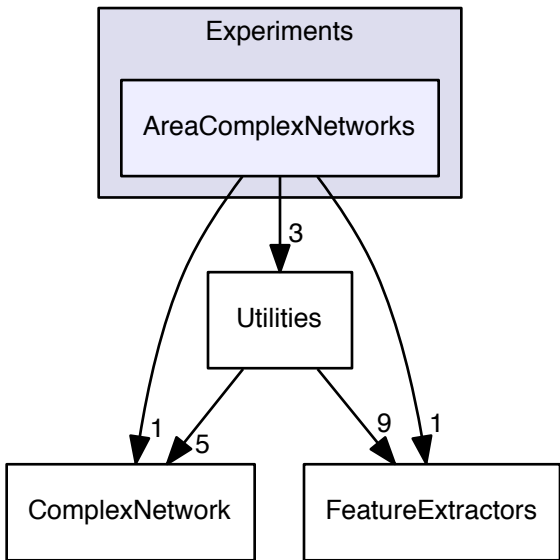 Experiments
AreaComplexNetworks
3
Utilities
1
5
9
1
ComplexNetwork
FeatureExtractors